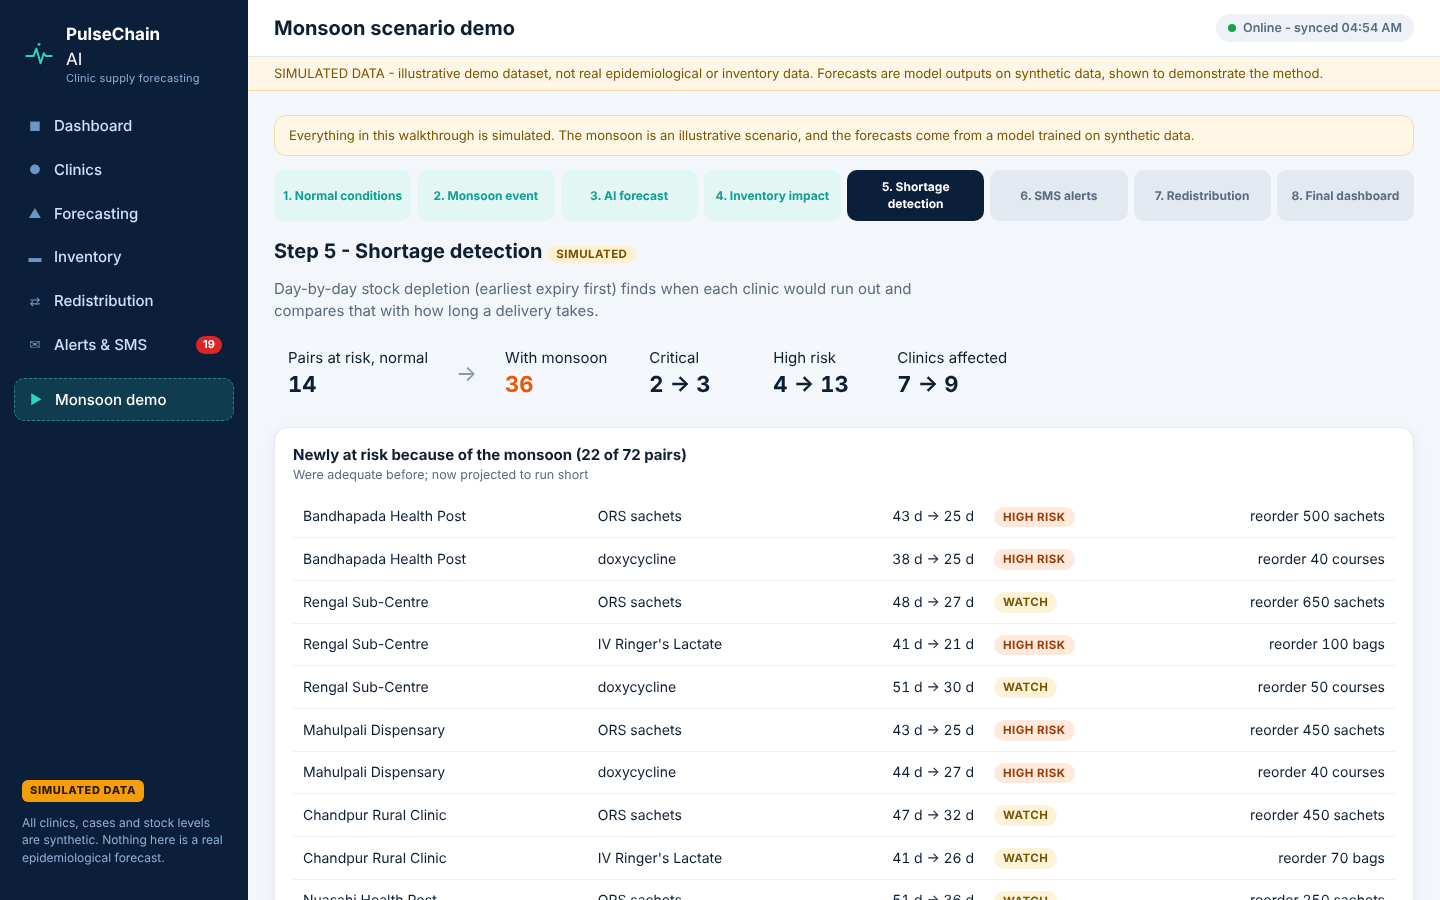 PulseChain
AI
Clinic supply forecasting
Dashboard
Clinics
Forecasting
Inventory
Redistribution
Alerts & SMS 19
Monsoon demo
SIMULATED DATA
All clinics, cases and stock levels
are synthetic. Nothing here is a real
epidemiological forecast.
Monsoon scenario demo
Online - synced 04:54 AM
SIMULATED DATA - illustrative demo dataset, not real epidemiological or inventory data. Forecasts are model outputs on synthetic data, shown to demonstrate the method.
Everything in this walkthrough is simulated. The monsoon is an illustrative scenario, and the forecasts come from a model trained on synthetic data.
1. Normal conditions
2. Monsoon event
3. AI forecast
4. Inventory impact
5. Shortage
detection
6. SMS alerts
7. Redistribution
8. Final dashboard
Step 5 - Shortage detection SIMULATED
Day-by-day stock depletion (earliest expiry first) finds when each clinic would run out and
compares that with how long a delivery takes.
Pairs at risk, normal
14
→
With monsoon
36
Critical
2 → 3
High risk
4 → 13
Clinics affected
7 → 9
Newly at risk because of the monsoon (22 of 72 pairs)
Were adequate before; now projected to run short
Bandhapada Health Post ORS sachets 43 d → 25 d HIGH RISK reorder 500 sachets
Bandhapada Health Post doxycycline 38 d → 25 d HIGH RISK reorder 40 courses
Rengal Sub-Centre ORS sachets 48 d → 27 d WATCH reorder 650 sachets
Rengal Sub-Centre IV Ringer's Lactate 41 d → 21 d HIGH RISK reorder 100 bags
Rengal Sub-Centre doxycycline 51 d → 30 d WATCH reorder 50 courses
Mahulpali Dispensary ORS sachets 43 d → 25 d HIGH RISK reorder 450 sachets
Mahulpali Dispensary doxycycline 44 d → 27 d HIGH RISK reorder 40 courses
Chandpur Rural Clinic ORS sachets 47 d → 32 d WATCH reorder 450 sachets
Chandpur Rural Clinic IV Ringer's Lactate 41 d → 26 d WATCH reorder 70 bags
Nuasahi Health Post ORS sachets 51 d → 36 d WATCH reorder 250 sachets